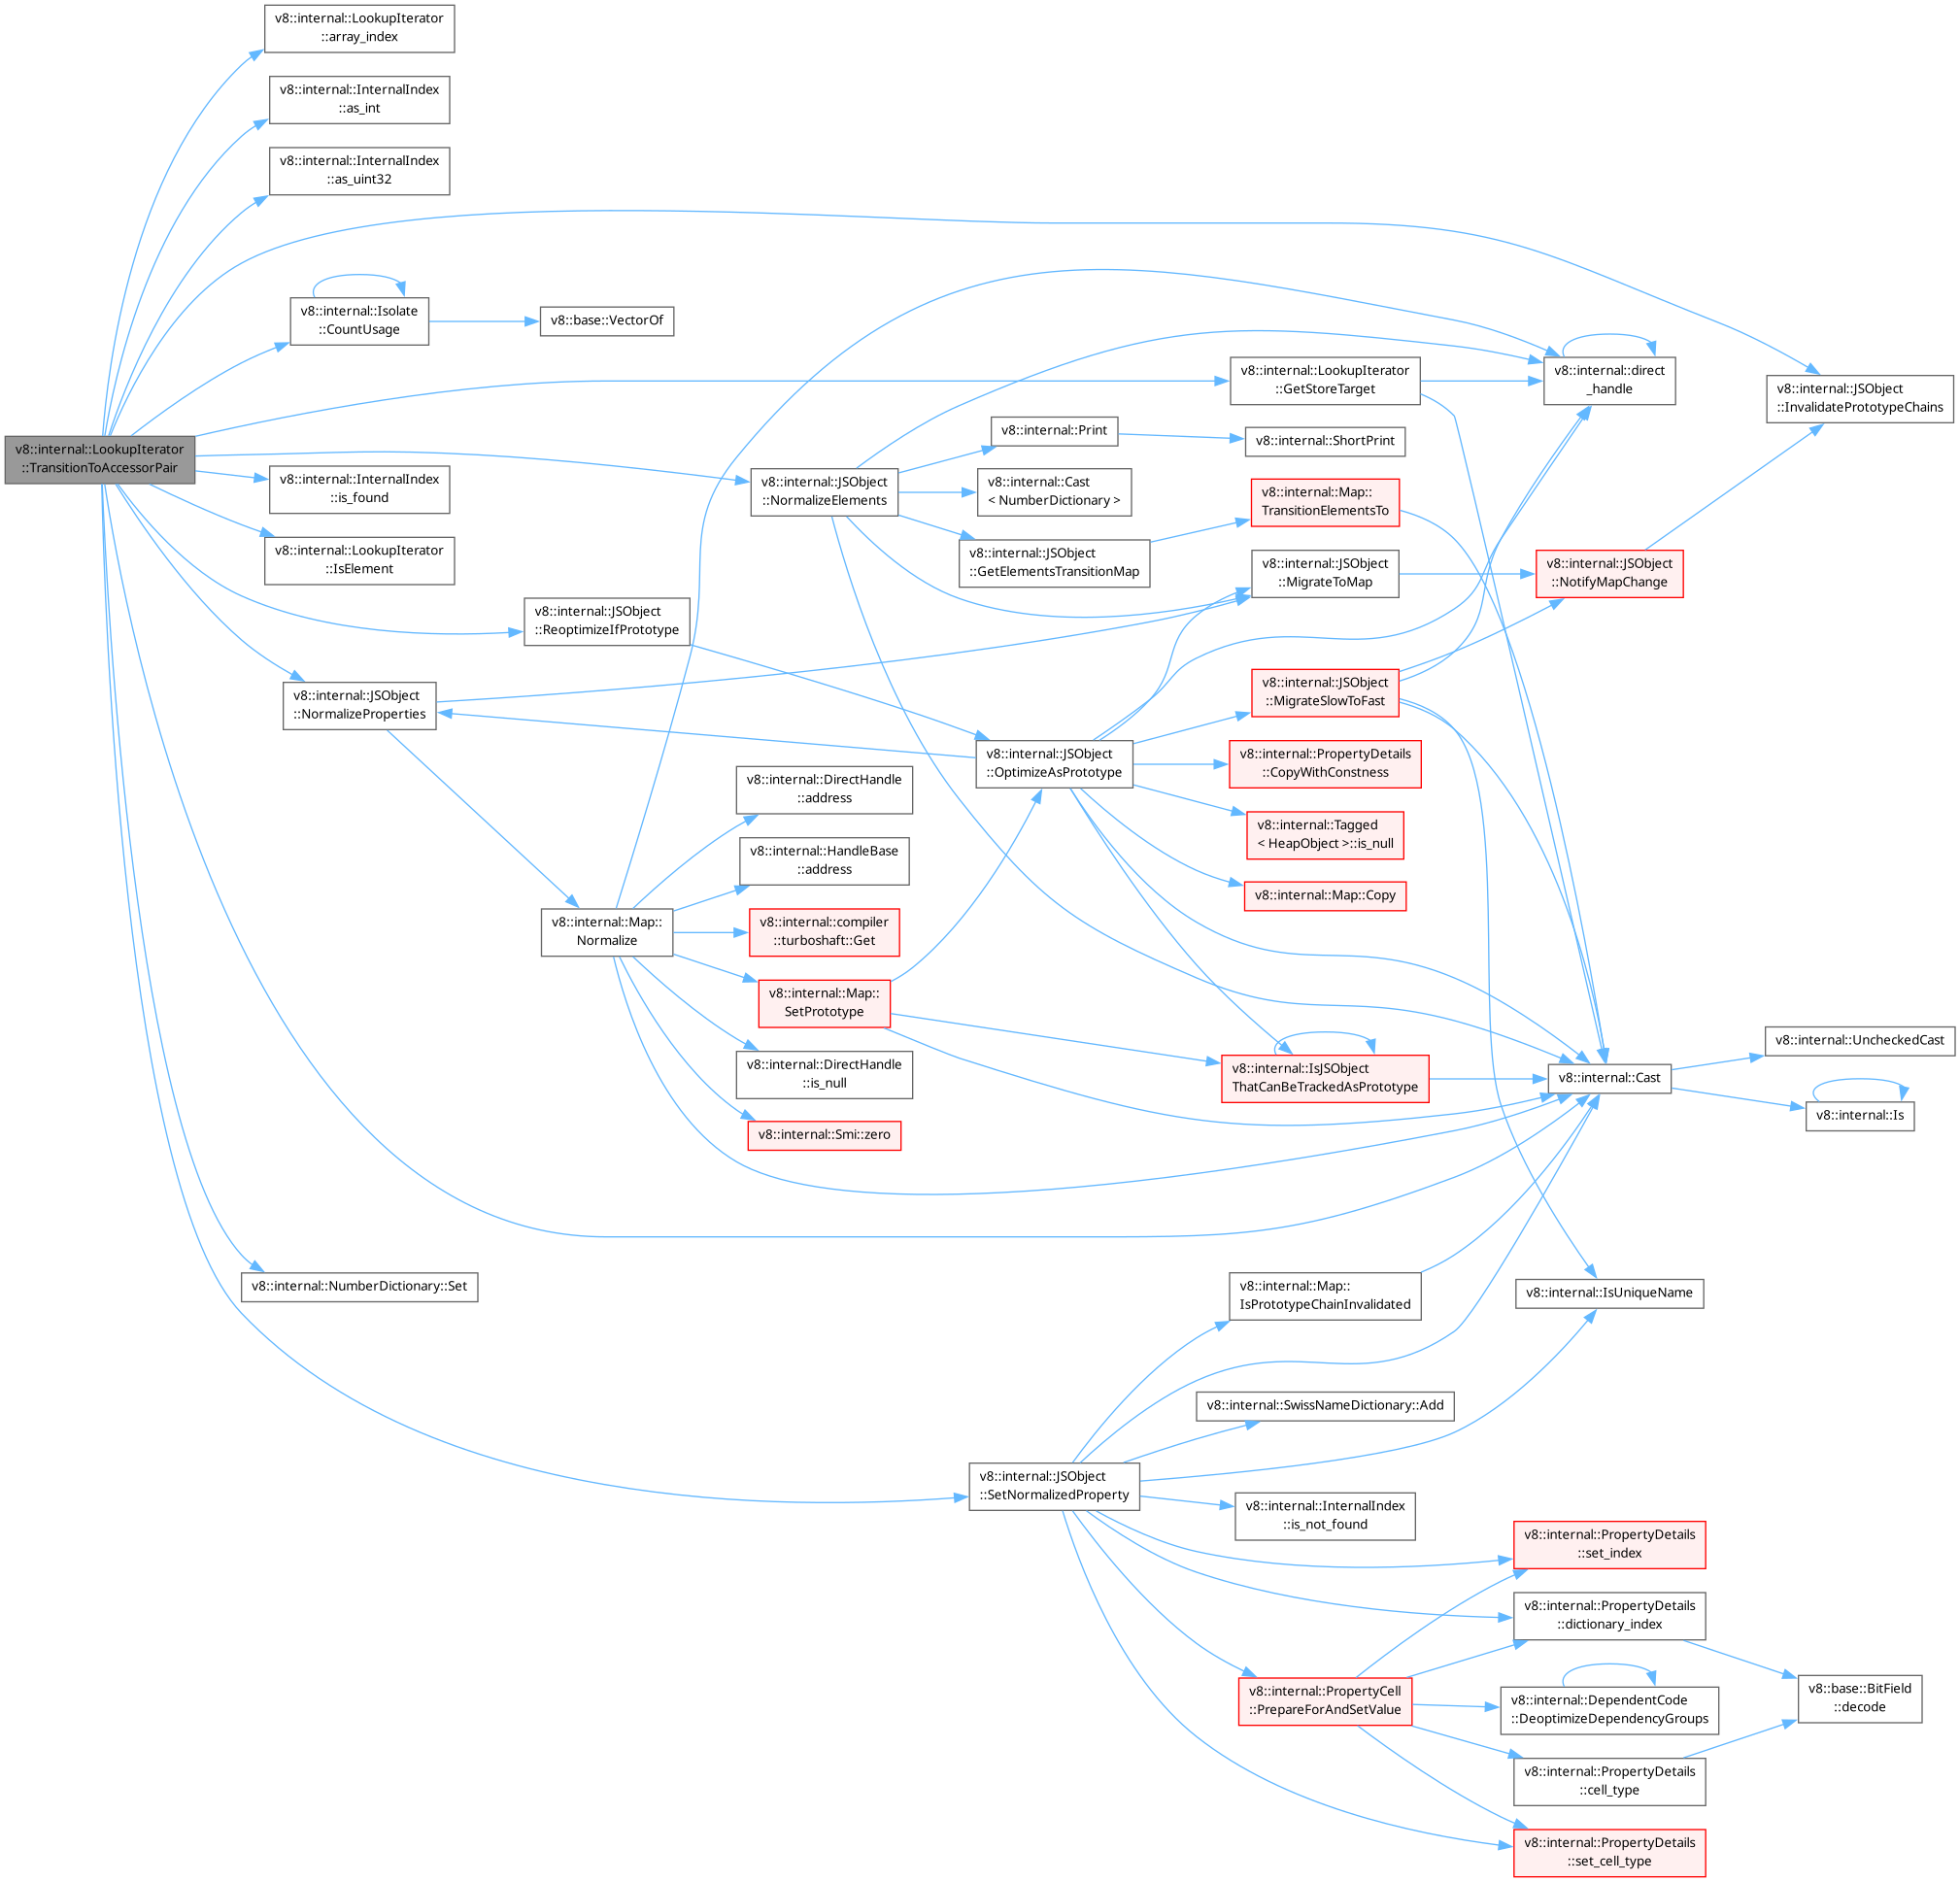 v8::internal::LookupIterator
::array_index
v8::internal::InternalIndex
::as_int
v8::internal::InternalIndex
::as_uint32
v8::internal::Isolate
::CountUsage
v8::base::VectorOf
v8::internal::LookupIterator
::GetStoreTarget
v8::internal::direct
_handle
v8::internal::JSObject
::InvalidatePrototypeChains
v8::internal::LookupIterator
::TransitionToAccessorPair
v8::internal::Print
v8::internal::ShortPrint
v8::internal::InternalIndex
::is_found
v8::internal::JSObject
::NormalizeElements
v8::internal::Cast
< NumberDictionary >
v8::internal::Map::
TransitionElementsTo
v8::internal::LookupIterator
::IsElement
v8::internal::JSObject
::GetElementsTransitionMap
v8::internal::JSObject
::MigrateToMap
v8::internal::JSObject
::NotifyMapChange
v8::internal::JSObject
::ReoptimizeIfPrototype
v8::internal::JSObject
::NormalizeProperties
v8::internal::JSObject
::MigrateSlowToFast
v8::internal::JSObject
::OptimizeAsPrototype
v8::internal::PropertyDetails
::CopyWithConstness
v8::internal::DirectHandle
::address
v8::internal::Tagged
< HeapObject >::is_null
v8::internal::HandleBase
::address
v8::internal::Map::Copy
v8::internal::Map::
Normalize
v8::internal::compiler
::turboshaft::Get
v8::internal::Map::
SetPrototype
v8::internal::UncheckedCast
v8::internal::DirectHandle
::is_null
v8::internal::IsJSObject
ThatCanBeTrackedAsPrototype
v8::internal::Cast
v8::internal::Is
v8::internal::Smi::zero
v8::internal::NumberDictionary::Set
v8::internal::Map::
IsPrototypeChainInvalidated
v8::internal::IsUniqueName
v8::internal::SwissNameDictionary::Add
v8::internal::JSObject
::SetNormalizedProperty
v8::internal::InternalIndex
::is_not_found
v8::internal::PropertyDetails
::set_index
v8::internal::PropertyDetails
::dictionary_index
v8::internal::PropertyCell
::PrepareForAndSetValue
v8::internal::DependentCode
::DeoptimizeDependencyGroups
v8::base::BitField
::decode
v8::internal::PropertyDetails
::cell_type
v8::internal::PropertyDetails
::set_cell_type